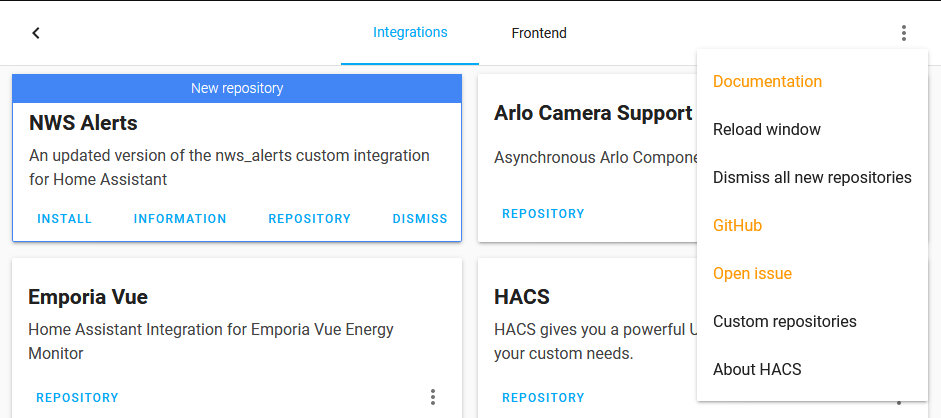 Integrations
Frontend
New repository
NWS Alerts
An updated version of the nws_alerts custom integration
for Home Assistant
INSTALL
INFORMATION
REPOSITORY
DISMISS
Arlo Camera Support
Asynchronous Arlo
REPOSITORY
Emporia Vue
Home Assistant Integration for Emporia Vue Energy
Monitor
REPOSITORY
HACS
HACS gives you a powerful
your custom needs.
REPOSITORY
Documentation
Reload window
Dismiss all new repositories
GitHub
Open issue
Custom repositories
About HACS